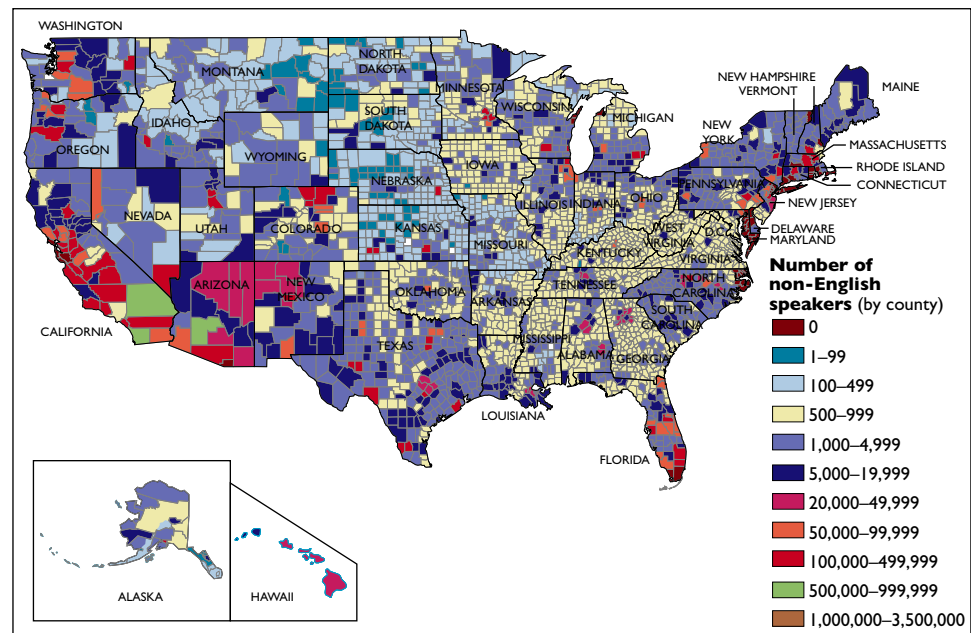 WASHINGTON
MONTANA
NORTH
DAKOTA
MINNESOTA
WISCONSIN
MICHIGAN
NEW HAMPSHIRE
VERMONT
MAINE
NEW
YORK
MASSACHUSETTS
RHODE ISLAND
CONNECTICUT
NEW JERSEY
PENNSYLVANIA
DELAWARE
MARYLAND
D.C.
OREGON
IDAHO
WYOMING
SOUTH
DAKOTA
IOWA
NEBRASKA
ILLINOIS
INDIANA
OHIO
WEST
VIRGINIA
VIRGINIA
NEVADA
UTAH
COLORADO
KANSAS
MISSOURI
KENTUCKY
CALIFORNIA
ARIZONA
NEW
MEXICO
OKLAHOMA
ARKANSAS
TENNESSEE
NORTH
CAROLINA
SOUTH
CAROLINA
TEXAS
LOUISIANA
MISSISSIPPI
ALABAMA
GEORGIA
FLORIDA
ALASKA
HAWAII
Number of
non-English
speakers (by county)
0
1–99
100–499
500–999
1,000–4,999
5,000–19,999
20,000–49,999
50,000–99,999
100,000–499,999
500,000–999,999
1,000,000–3,500,000